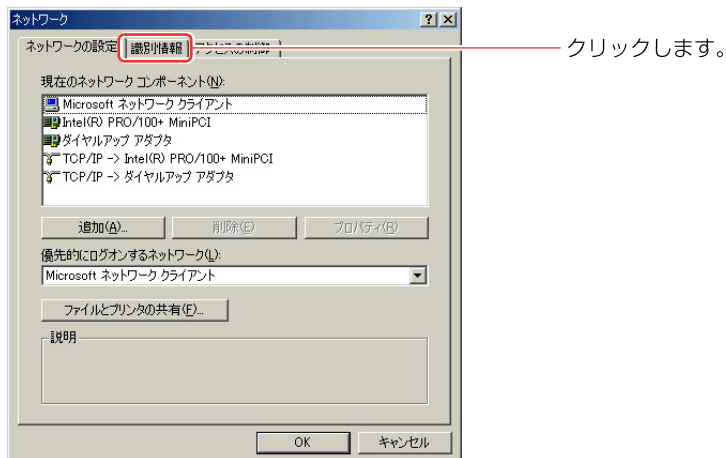 ネットワーク
ネットワークの設定 識別情報 アクセスの制御
クリックします。
現在のネットワーク コンポーネント(N):
Microsoft ネットワーク クライアント
Intel(R) PRO/100+ MiniPCI
ダイヤルアップ アダプタ
TCP/IP -> Intel(R) PRO/100+ MiniPCI
TCP/IP -> ダイヤルアップ アダプタ
追加(A)... 削除(E) プロパティ(R)
優先的にログオンするネットワーク(L):
Microsoft ネットワーク クライアント
ファイルとプリンタの共有(F)...
説明
OK キャンセル